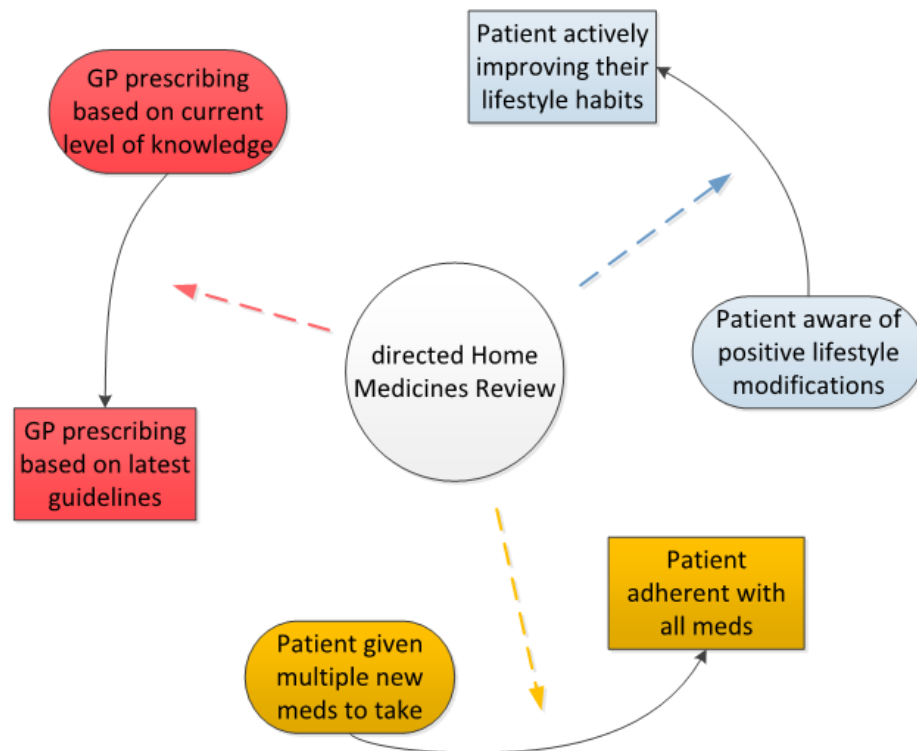 GP prescribing
based on current
level of knowledge
Patient actively
improving their
lifestyle habits
directed Home
Medicines Review
Patient aware of
positive lifestyle
modifications
GP prescribing
based on latest
guidelines
Patient
adherent with
all meds
Patient given
multiple new
meds to take